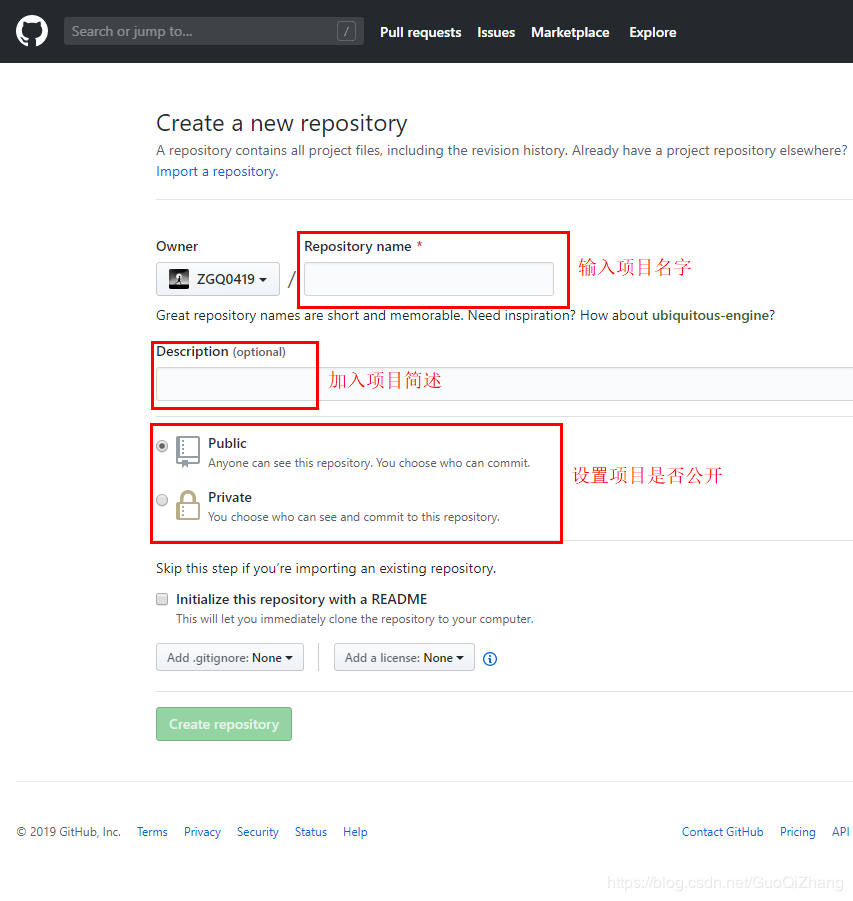 Search or jump to...
/
Pull requests
Issues
Marketplace
Explore
Create a new repository
A repository contains all project files, including the revision history. Already have a project repository elsewhere?
Import a repository.
Owner
Repository name *
输入项目名字
ZGQ0419
/
Great repository names are short and memorable. Need inspiration? How about ubiquitous-engine?
Description (optional)
加入项目简述
Public
Anyone can see this repository. You choose who can commit.
设置项目是否公开
Private
You choose who can see and commit to this repository.
Skip this step if you’re importing an existing repository.
Initialize this repository with a README
This will let you immediately clone the repository to your computer.
Add .gitignore: None
Add a license: None
Create repository
© 2019 GitHub, Inc.
Terms
Privacy
Security
Status
Help
Contact GitHub
Pricing
API
https://blog.csdn.net/GuoQiZhang